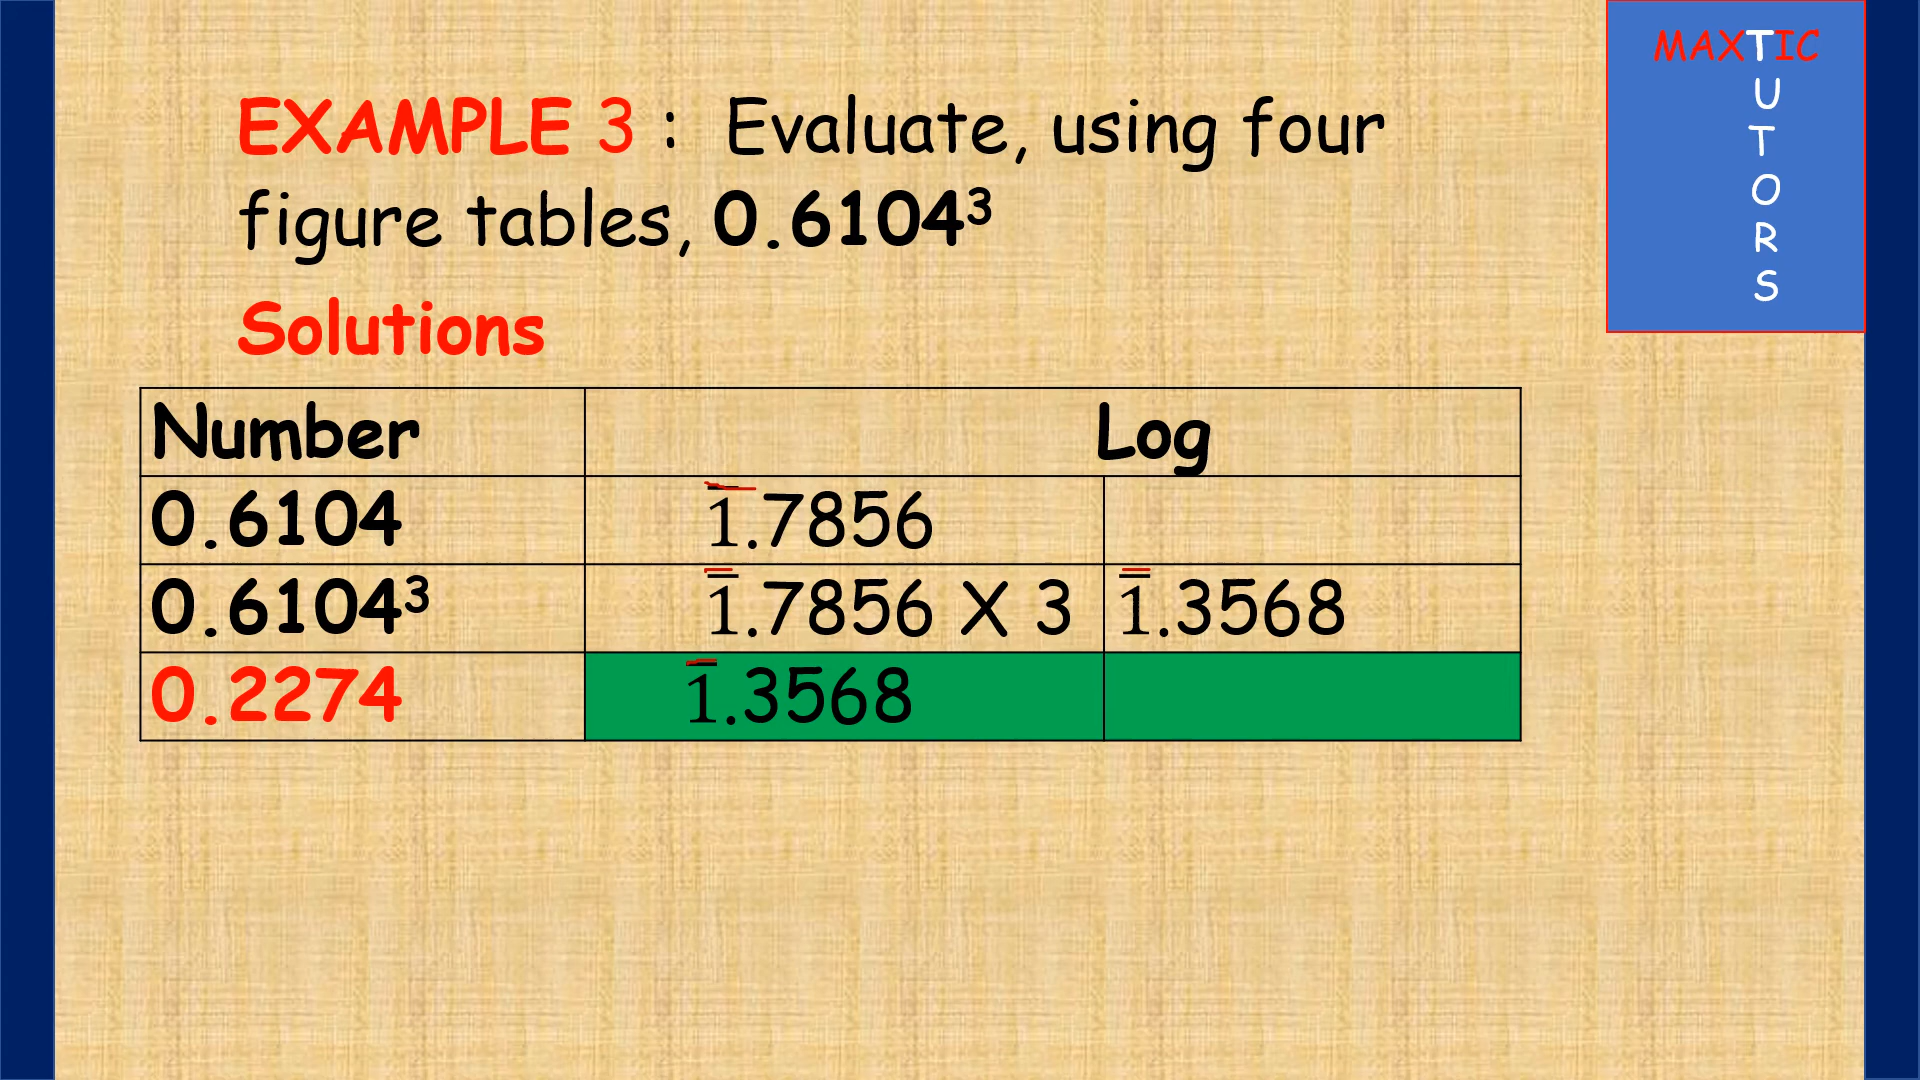 MAXTIC
U
T
O
R
S
EXAMPLE 3 : Evaluate, using four
figure tables, 0.6104³
Solutions
Number Log
0.6104 1̅.7856
0.6104³ 1̅.7856 X 3 1̅.3568
0.2274 1̅.3568